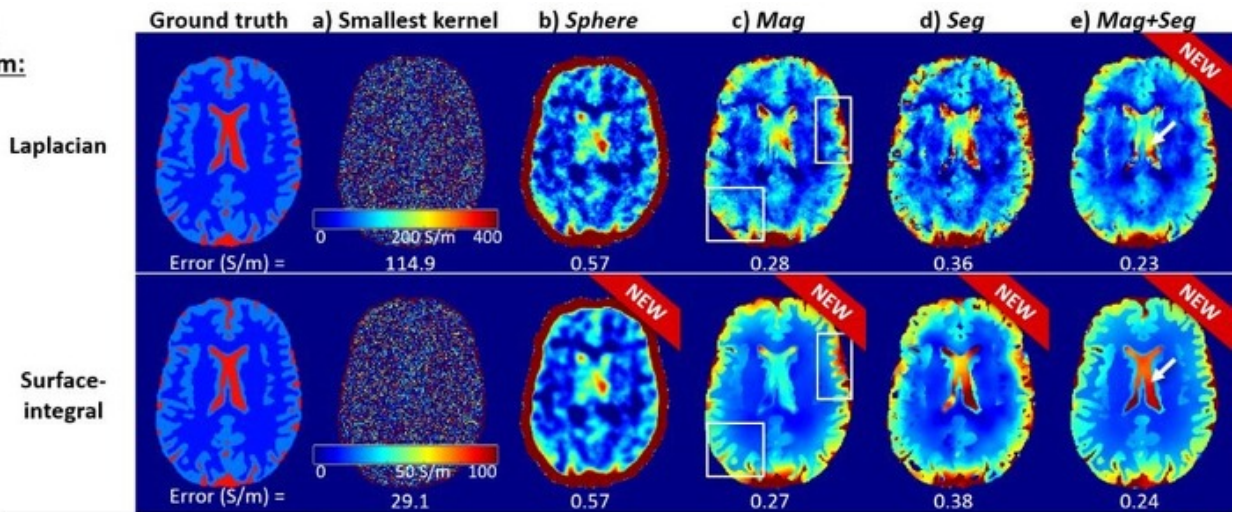 Ground truth a) Smallest kernel b) Sphere c) Mag d) Seg e) Mag+Seg
m:
NEW
Laplacian
0 200 S/m 400
Error (S/m) = 114.9 0.57 0.28 0.36 0.23
NEW NEW NEW NEW
Surface-
integral
0 50 S/m 100
Error (S/m) = 29.1 0.57 0.27 0.38 0.24